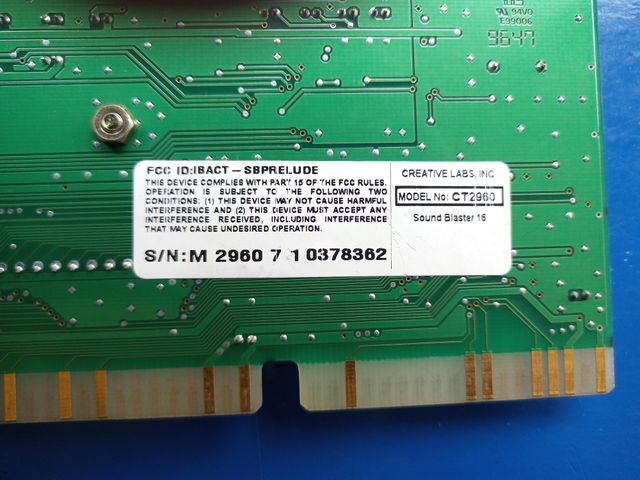 94V0
E99006
9647
FCC ID:IBACT – SBPRELUDE
THIS DEVICE COMPLIES WITH PART 15 OF THE FCC RULES.
OPERATION IS SUBJECT TO THE FOLLOWING TWO
CONDITIONS: (1) THIS DEVICE MAY NOT CAUSE HARMFUL
INTERFERENCE AND (2) THIS DEVICE MUST ACCEPT ANY
INTERFERENCE RECEIVED, INCLUDING INTERFERENCE
THAT MAY CAUSE UNDESIRED OPERATION.
S/N: M 2960 7 1 0378362
CREATIVE LABS, INC
MODEL No: CT2960
Sound Blaster 16